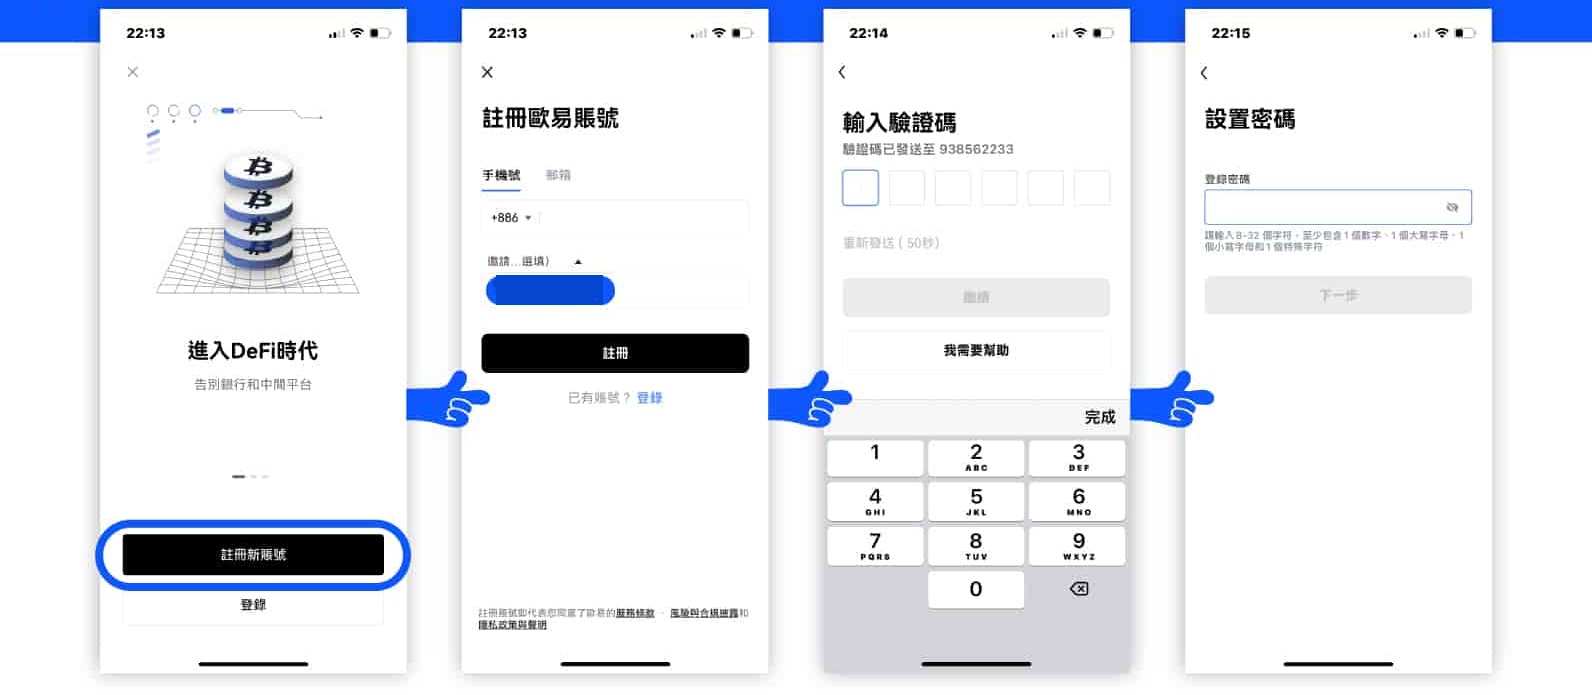 22:13
進入DeFi時代
告別銀行和中間平台
註冊新賬號
登錄
22:13
註冊歐易賬號
手機號 郵箱
+886
邀請...選填)
註冊
已有賬號？ 登錄
註冊賬號即代表您同意了歐易的服務條款 、 風險與合規披露和
隱私政策與聲明
22:14
輸入驗證碼
驗證碼已發送至 938562233
重新發送 ( 50秒)
繼續
我需要幫助
完成
1 2 3
ABC DEF
4 5 6
GHI JKL MNO
7 8 9
PQRS TUV WXYZ
0
22:15
設置密碼
登錄密碼
請輸入 8-32 個字符，至少包含 1 個數字、1 個大寫字母、1
個小寫字母和 1 個特殊字符
下一步